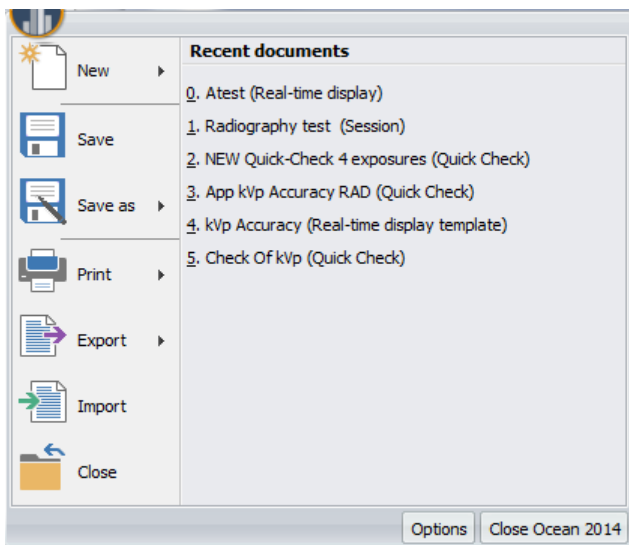 New
Save
Save as
Print
Export
Import
Close
Recent documents
0. Atest (Real-time display)
1. Radiography test (Session)
2. NEW Quick-Check 4 exposures (Quick Check)
3. App kVp Accuracy RAD (Quick Check)
4. kVp Accuracy (Real-time display template)
5. Check Of kVp (Quick Check)
Options
Close Ocean 2014